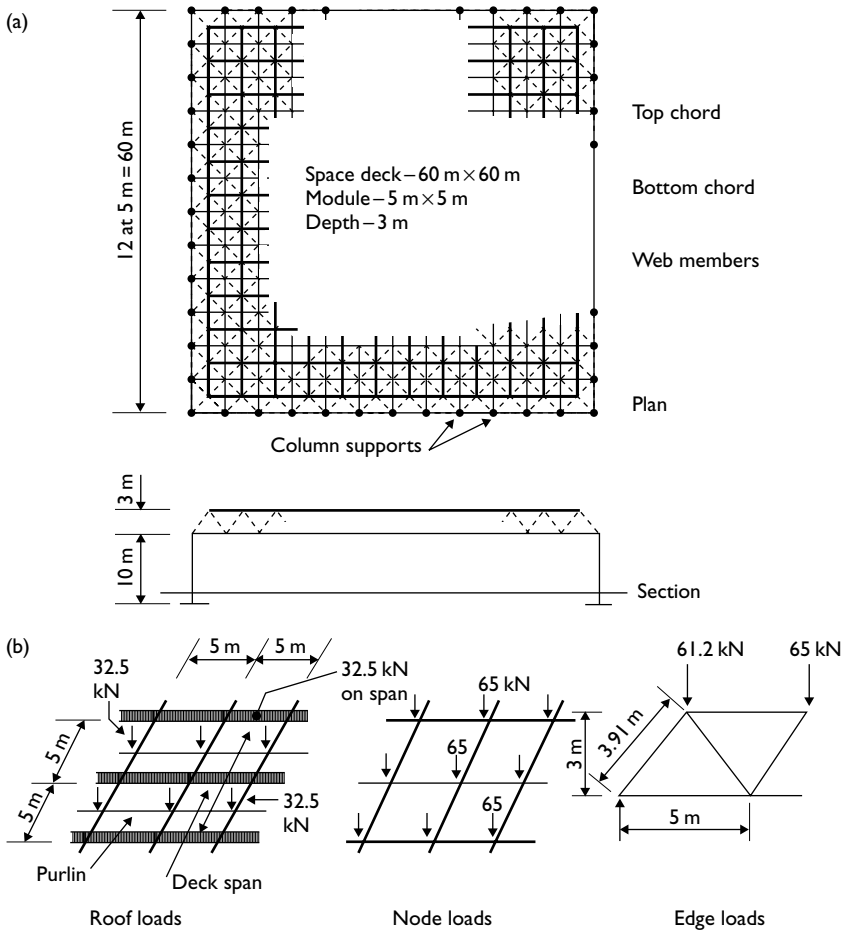 (a)
12 at 5 m = 60 m
Space deck – 60 m × 60 m
Module – 5 m × 5 m
Depth – 3 m
Top chord
Bottom chord
Web members
Plan
Column supports
3 m
10 m
Section
(b)
5 m
5 m
32.5
kN
32.5 kN
on span
5 m
5 m
32.5
kN
Purlin
Deck span
Roof loads
65 kN
65
65
Node loads
61.2 kN
65 kN
3.91 m
3 m
5 m
Edge loads